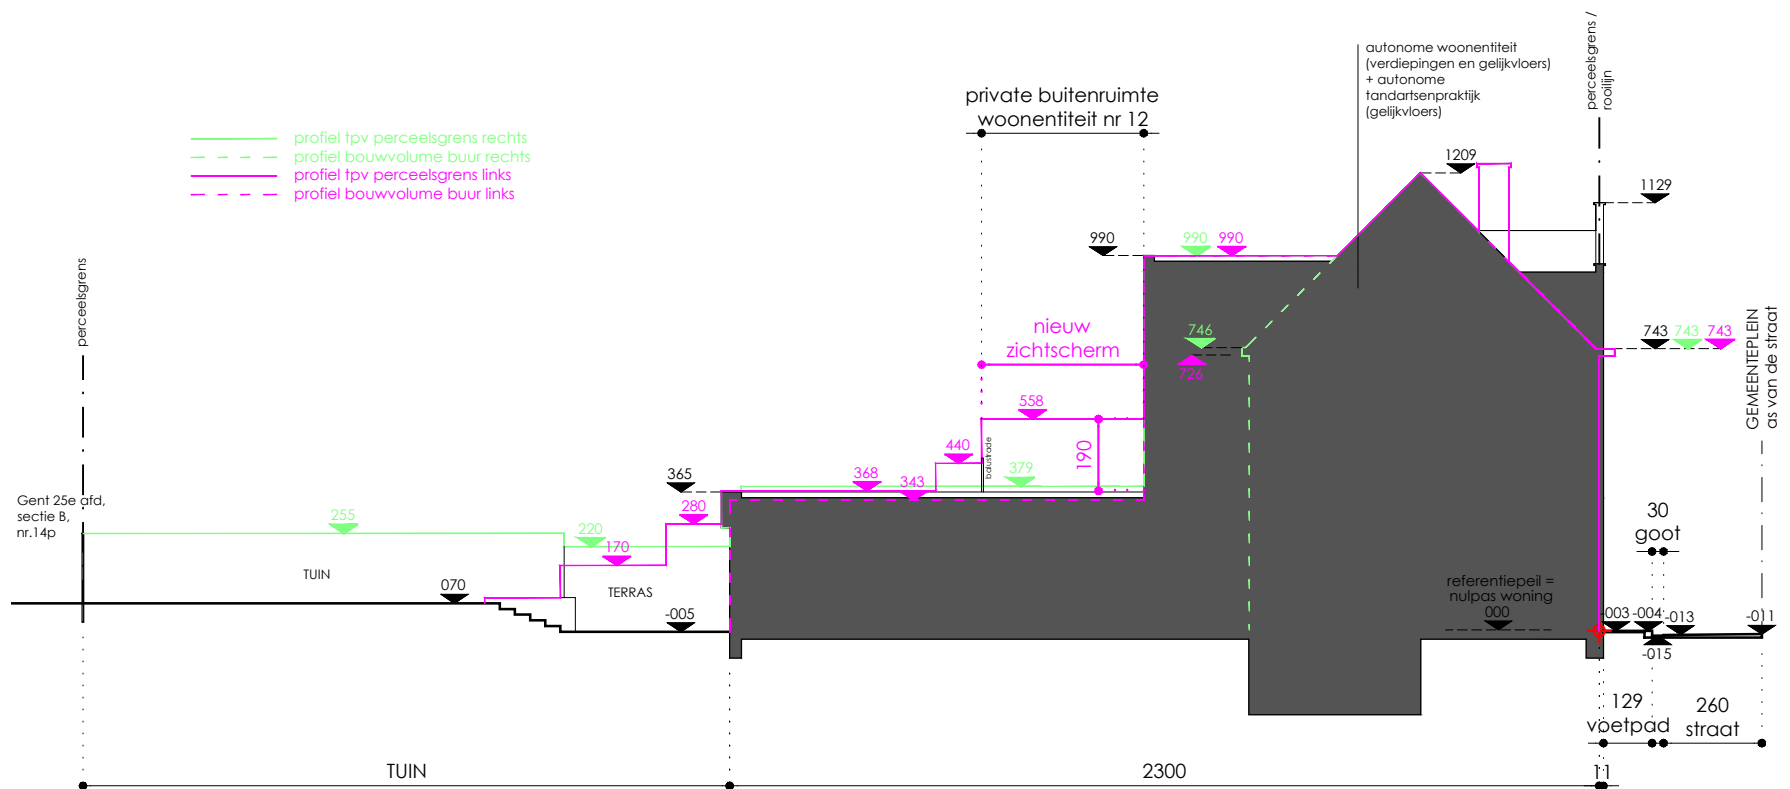 perceelsgrens /
rooilijn
autonome woonentiteit
(verdiepingen en gelijkvloers)
+ autonome
tandartsenpraktijk
(gelijkvloers)
private buitenruimte
woonentiteit nr 12
profiel tpv perceelsgrens rechts
profiel bouwvolume buur rechts
profiel tpv perceelsgrens links
profiel bouwvolume buur links
1209
1129
990
990
990
perceelsgrens
nieuw
zichtscherm
746
726
743
743
743
GEMEENTEPLEIN
as van de straat
558
440
balustrade
190
379
365
368
343
280
Gent 25e afd,
sectie B,
nr.14p
255
220
170
TUIN
TERRAS
070
-005
referentiepeil =
nulpas woning
000
30
goot
-003
-004
-013
-011
-015
129
voetpad
260
straat
TUIN
2300
11